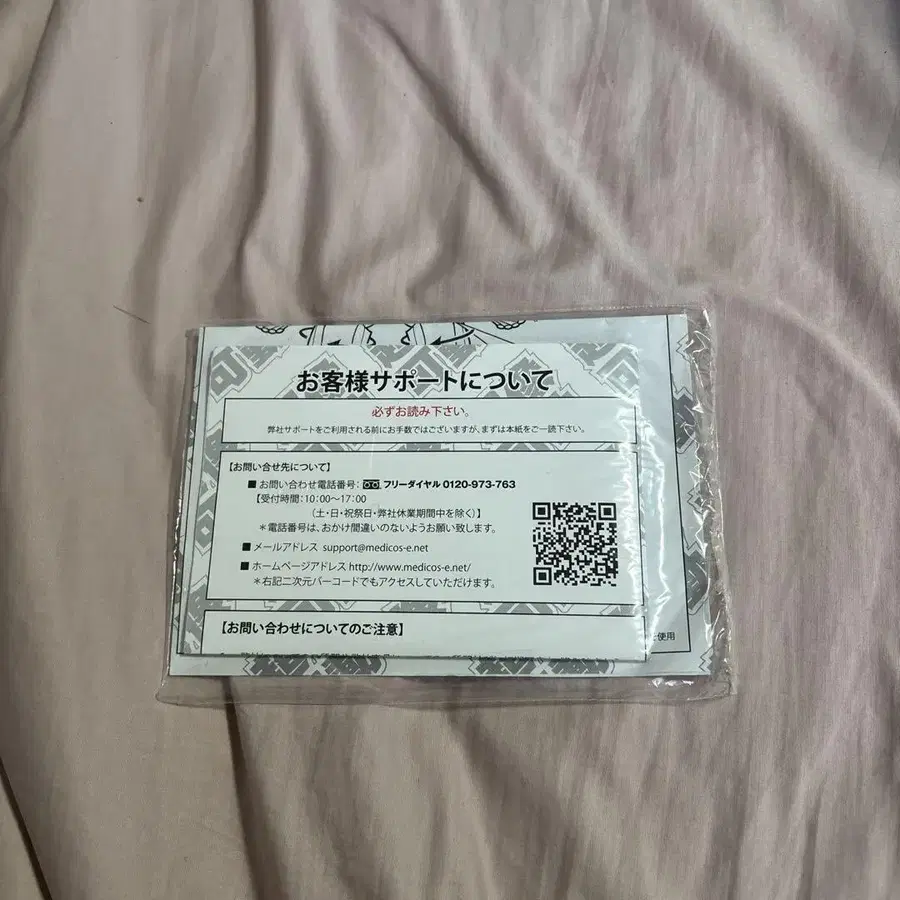 お客様サポートについて
必ずお読み下さい。
弊社サポートをご利用される前にお手数ではございますが、まずは本紙をご一読下さい。
【お問い合せ先について】
■ お問い合わせ電話番号: フリーダイヤル 0120-973-763
【受付時間:10:00〜17:00
(土・日・祝祭日・弊社休業期間中を除く)】
＊電話番号は、おかけ間違いのないようお願い致します。
■ メールアドレス support@medicos-e.net
■ ホームページアドレス http://www.medicos-e.net/
＊右記二次元バーコードでもアクセスしていただけます。
【お問い合わせについてのご注意】
使用